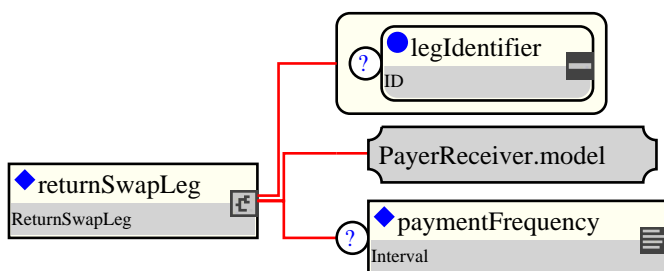 ?
legIdentifier
ID
PayerReceiver.model
returnSwapLeg
ReturnSwapLeg
?
paymentFrequency
Interval